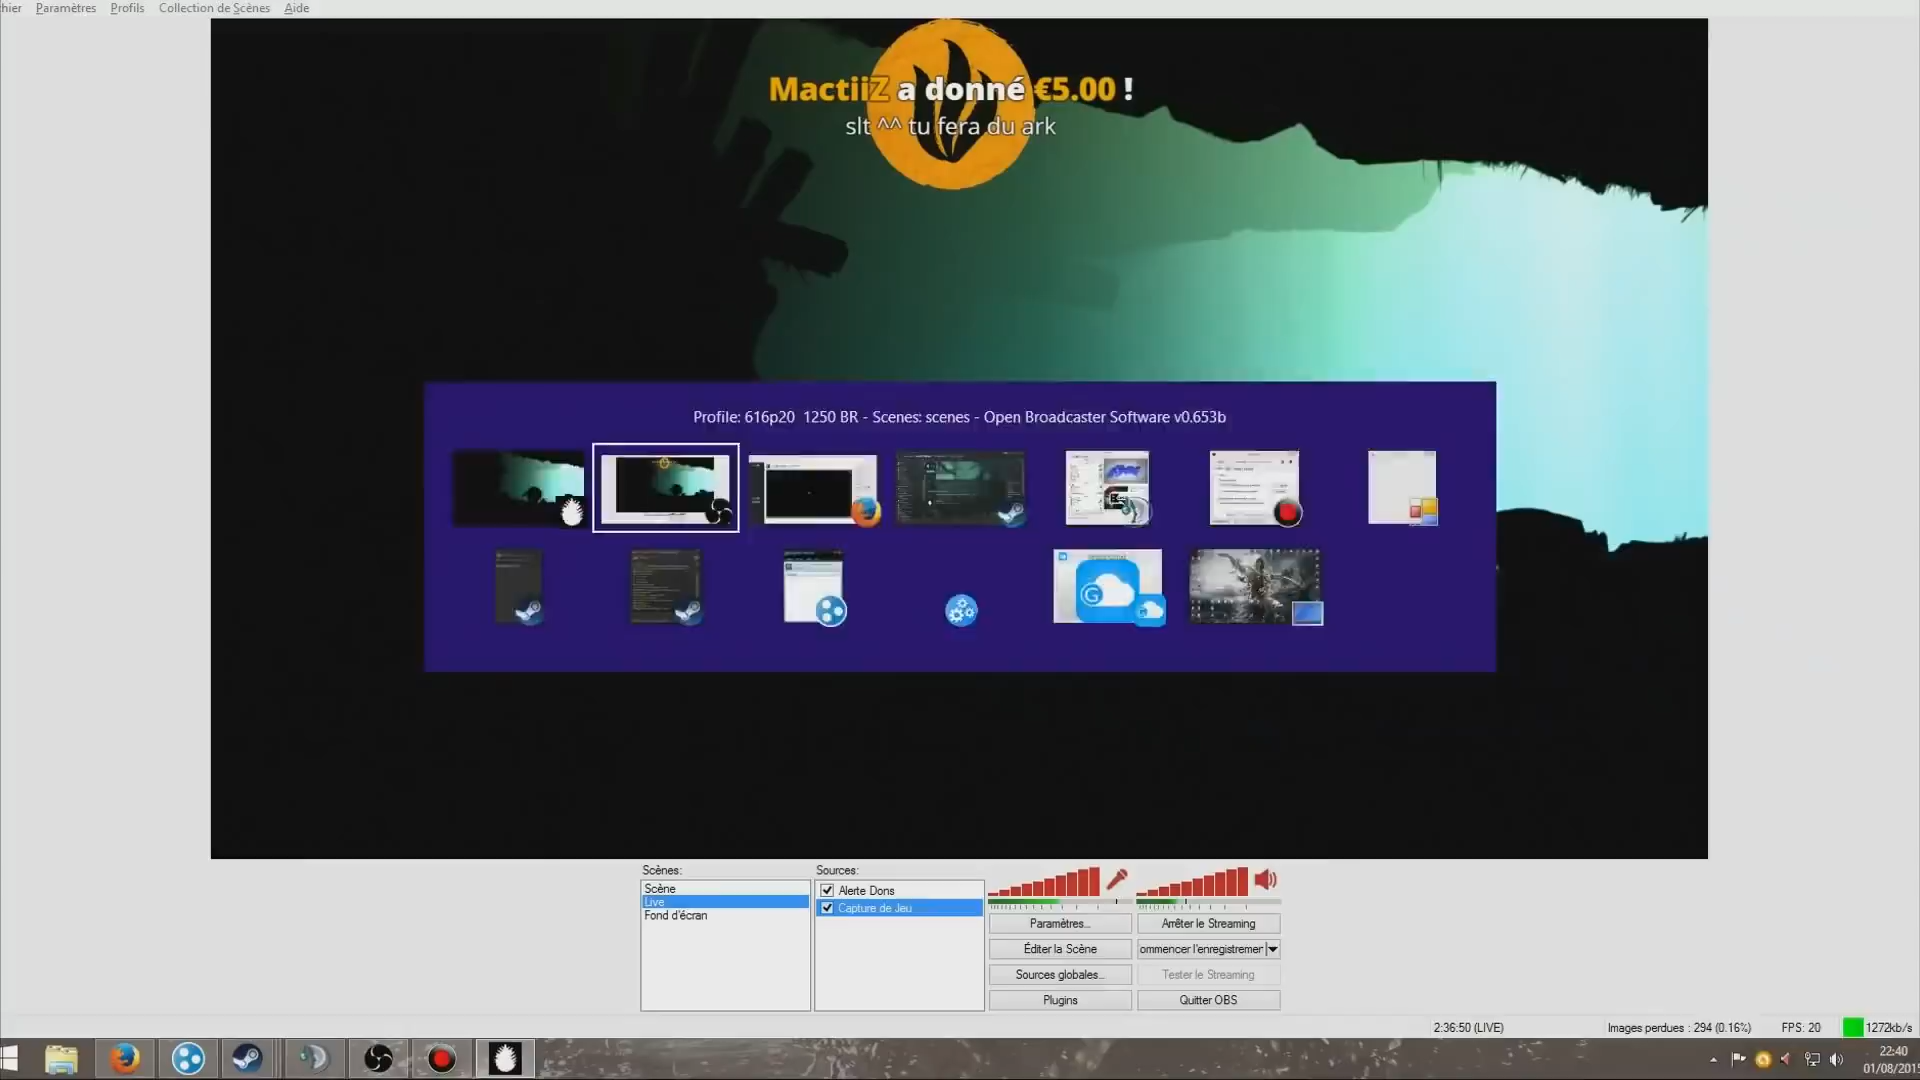 hier Paramètres Profils Collection de Scènes Aide
MactiiZ a donné €5.00 !
slt ^^ tu fera du ark
Profile: 616p20 1250 BR - Scenes: scenes - Open Broadcaster Software v0.653b
Scènes:
Scène
Live
Fond d'écran
Sources:
Alerte Dons
Capture de Jeu
Paramètres...
Arrêter le Streaming
Éditer la Scène
ommencer l'enregistremer
Sources globales...
Tester le Streaming
Plugins
Quitter OBS
2:36:50 (LIVE)
Images perdues : 294 (0.16%)
FPS: 20
1272kb/s
22:40
01/08/201